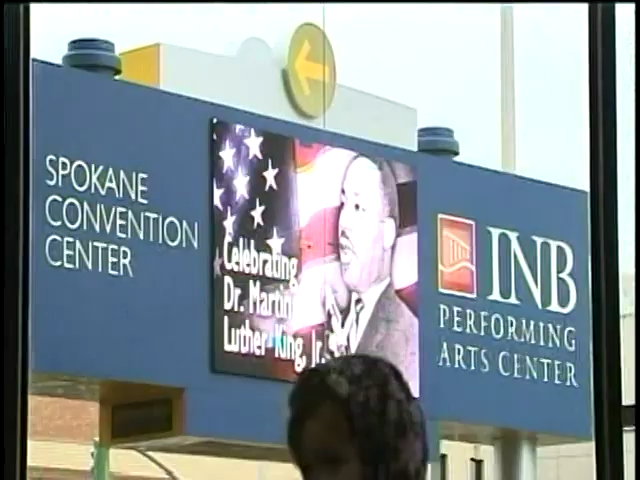 SPOKANE
CONVENTION
CENTER
Celebrating
Dr. Martin
Luther King, Jr.
INB
PERFORMING
ARTS CENTER